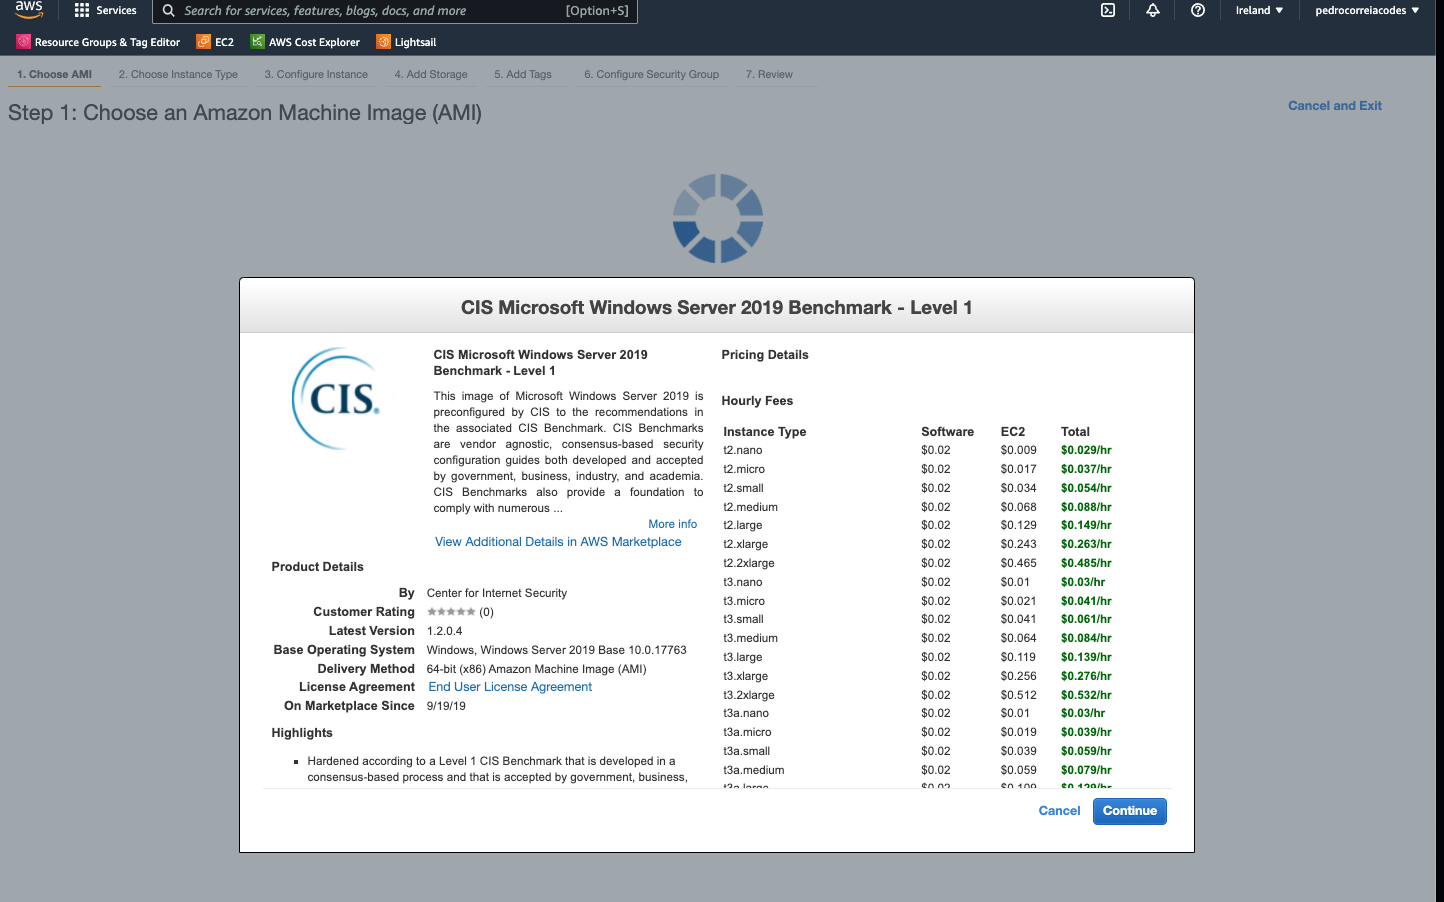 aws
Services
Search for services, features, blogs, docs, and more [Option+S]
Ireland ▼
pedrocorreiacodes ▼
Resource Groups & Tag Editor
EC2
AWS Cost Explorer
Lightsail
1. Choose AMI
2. Choose Instance Type
3. Configure Instance
4. Add Storage
5. Add Tags
6. Configure Security Group
7. Review
Step 1: Choose an Amazon Machine Image (AMI)
Cancel and Exit
CIS Microsoft Windows Server 2019 Benchmark - Level 1
CIS®
CIS Microsoft Windows Server 2019
Benchmark - Level 1
This image of Microsoft Windows Server 2019 is
preconfigured by CIS to the recommendations in
the associated CIS Benchmark. CIS Benchmarks
are vendor agnostic, consensus-based security
configuration guides both developed and accepted
by government, business, industry, and academia.
CIS Benchmarks also provide a foundation to
comply with numerous ...
More info
View Additional Details in AWS Marketplace
Product Details
By Center for Internet Security
Customer Rating ★★★★★ (0)
Latest Version 1.2.0.4
Base Operating System Windows, Windows Server 2019 Base 10.0.17763
Delivery Method 64-bit (x86) Amazon Machine Image (AMI)
License Agreement End User License Agreement
On Marketplace Since 9/19/19
Highlights
▪ Hardened according to a Level 1 CIS Benchmark that is developed in a
consensus-based process and that is accepted by government, business,
Pricing Details
Hourly Fees
Instance Type Software EC2 Total
t2.nano $0.02 $0.009 $0.029/hr
t2.micro $0.02 $0.017 $0.037/hr
t2.small $0.02 $0.034 $0.054/hr
t2.medium $0.02 $0.068 $0.088/hr
t2.large $0.02 $0.129 $0.149/hr
t2.xlarge $0.02 $0.243 $0.263/hr
t2.2xlarge $0.02 $0.465 $0.485/hr
t3.nano $0.02 $0.01 $0.03/hr
t3.micro $0.02 $0.021 $0.041/hr
t3.small $0.02 $0.041 $0.061/hr
t3.medium $0.02 $0.064 $0.084/hr
t3.large $0.02 $0.119 $0.139/hr
t3.xlarge $0.02 $0.256 $0.276/hr
t3.2xlarge $0.02 $0.512 $0.532/hr
t3a.nano $0.02 $0.01 $0.03/hr
t3a.micro $0.02 $0.019 $0.039/hr
t3a.small $0.02 $0.039 $0.059/hr
t3a.medium $0.02 $0.059 $0.079/hr
t3a.large $0.02 $0.109 $0.129/hr
Cancel
Continue